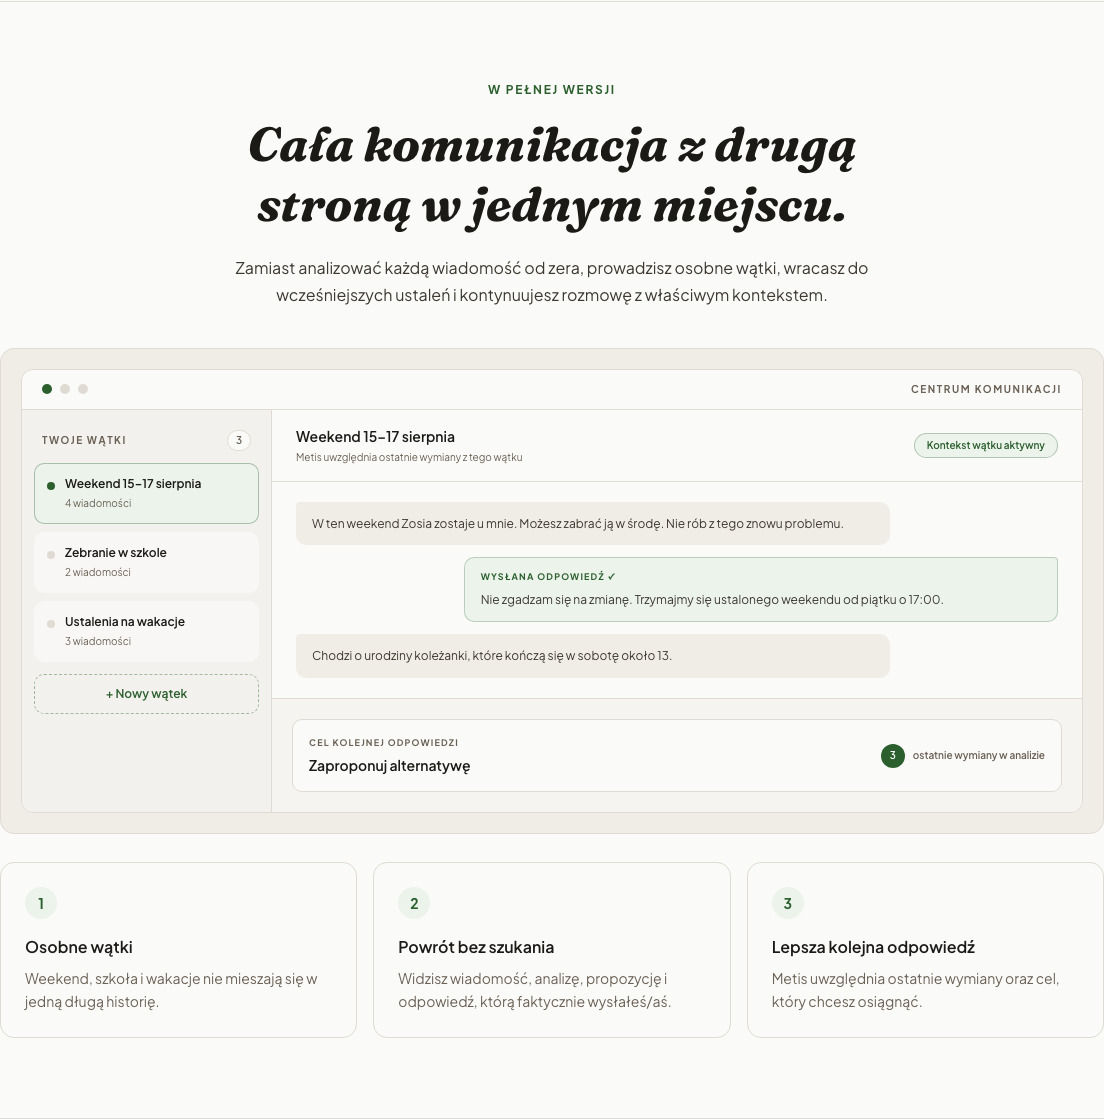 W PEŁNEJ WERSJI
Cała komunikacja z drugą
stroną w jednym miejscu.
Zamiast analizować każdą wiadomość od zera, prowadzisz osobne wątki, wracasz do
wcześniejszych ustaleń i kontynuujesz rozmowę z właściwym kontekstem.
CENTRUM KOMUNIKACJI
TWOJE WĄTKI 3
Weekend 15–17 sierpnia
4 wiadomości
Zebranie w szkole
2 wiadomości
Ustalenia na wakacje
3 wiadomości
+ Nowy wątek
Weekend 15–17 sierpnia
Metis uwzględnia ostatnie wymiany z tego wątku
Kontekst wątku aktywny
W ten weekend Zosia zostaje u mnie. Możesz zabrać ją w środę. Nie rób z tego znowu problemu.
WYSŁANA ODPOWIEDŹ ✓
Nie zgadzam się na zmianę. Trzymajmy się ustalonego weekendu od piątku o 17:00.
Chodzi o urodziny koleżanki, które kończą się w sobotę około 13.
CEL KOLEJNEJ ODPOWIEDZI
Zaproponuj alternatywę
3 ostatnie wymiany w analizie
1
Osobne wątki
Weekend, szkoła i wakacje nie mieszają się w
jedną długą historię.
2
Powrót bez szukania
Widzisz wiadomość, analizę, propozycję i
odpowiedź, którą faktycznie wysłałeś/aś.
3
Lepsza kolejna odpowiedź
Metis uwzględnia ostatnie wymiany oraz cel,
który chcesz osiągnąć.